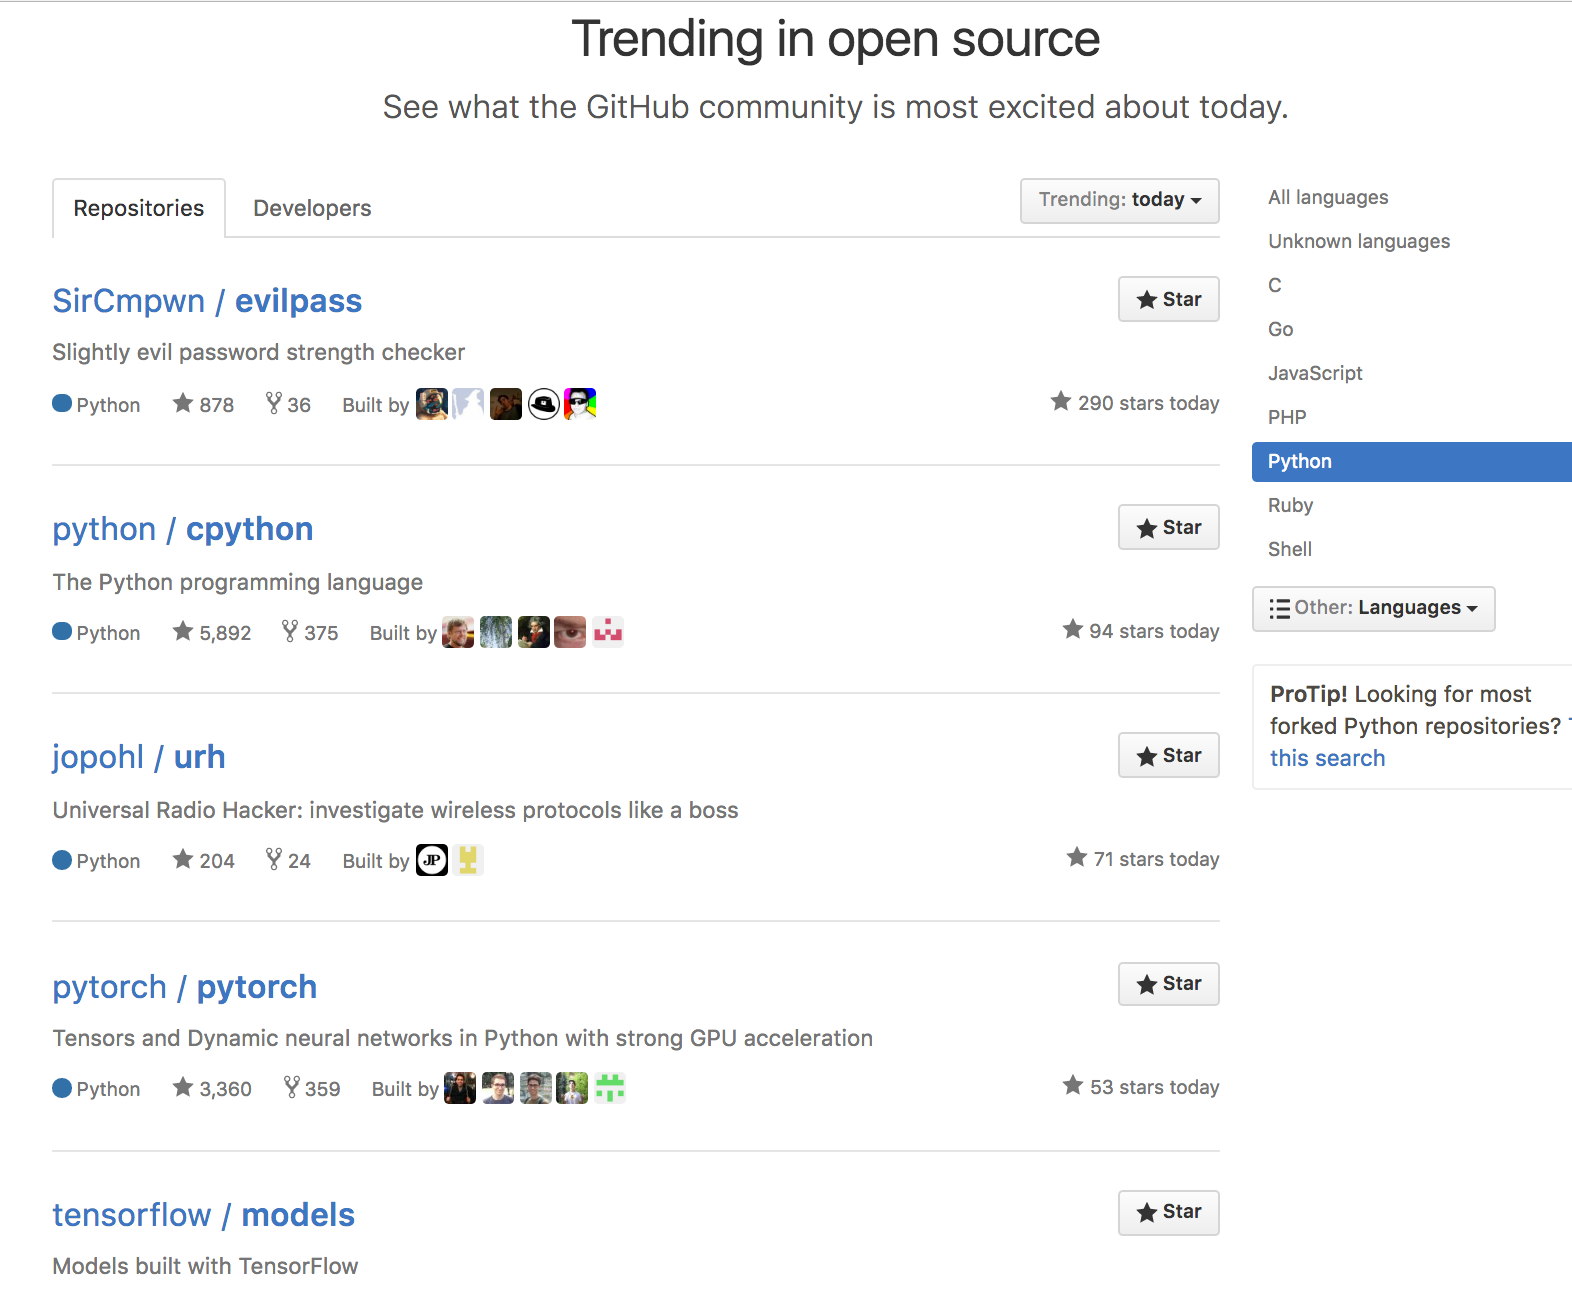 Trending in open source
See what the GitHub community is most excited about today.
Repositories Developers Trending: today
SirCmpwn / evilpass Star
Slightly evil password strength checker
Python 878 36 Built by 290 stars today
python / cpython Star
The Python programming language
Python 5,892 375 Built by 94 stars today
jopohl / urh Star
Universal Radio Hacker: investigate wireless protocols like a boss
Python 204 24 Built by JP 71 stars today
pytorch / pytorch Star
Tensors and Dynamic neural networks in Python with strong GPU acceleration
Python 3,360 359 Built by 53 stars today
tensorflow / models Star
Models built with TensorFlow
All languages
Unknown languages
C
Go
JavaScript
PHP
Python
Ruby
Shell
Other: Languages
ProTip! Looking for most
forked Python repositories?
this search